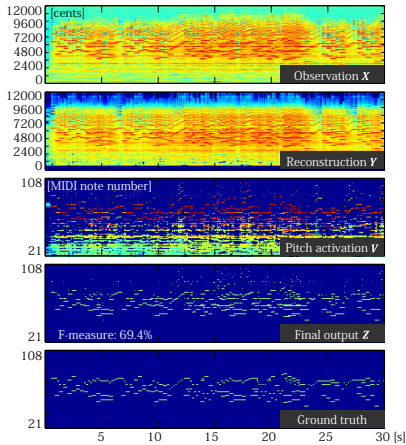 12000
[cents]
9600
7200
4800
2400
0
Observation X
12000
9600
7200
4800
2400
0
Reconstruction Y
108
[MIDI note number]
21
Pitch activation V
108
21
F-measure: 69.4%
Final output Z
108
21
Ground truth
5 10 15 20 25 30 [s]